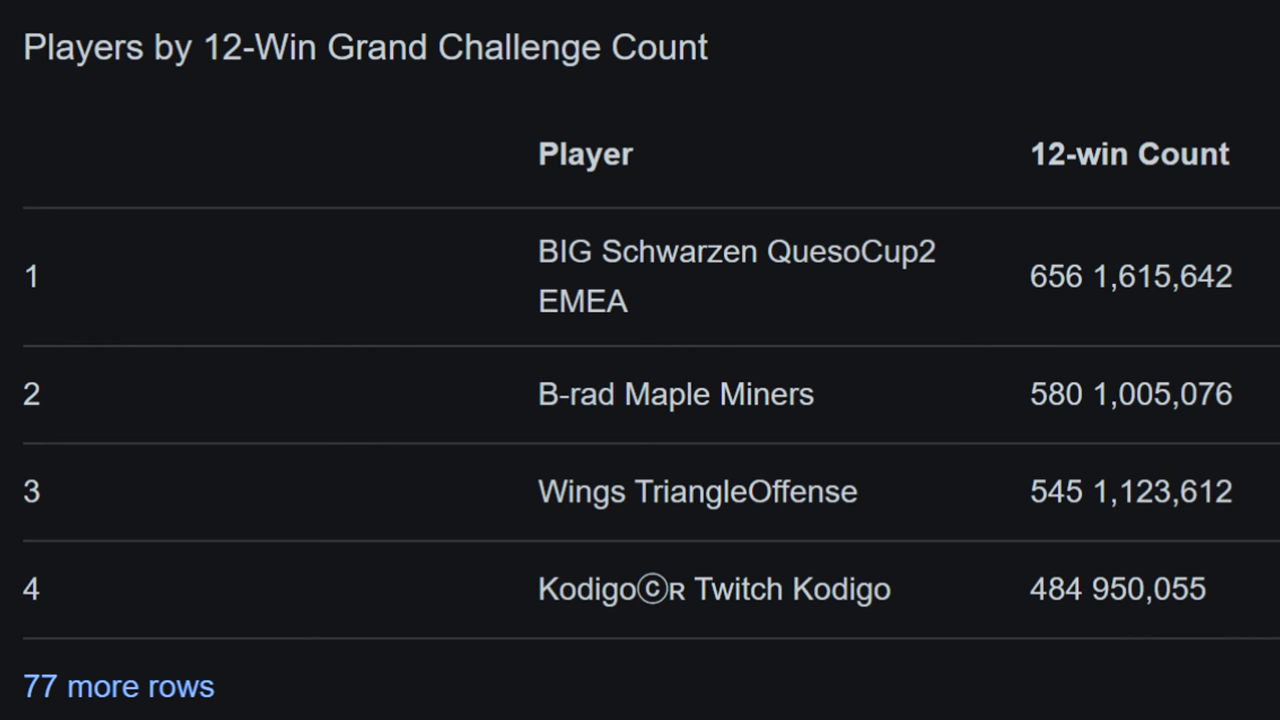 Players by 12-Win Grand Challenge Count
Player 12-win Count
1 BIG Schwarzen QuesoCup2 EMEA 656 1,615,642
2 B-rad Maple Miners 580 1,005,076
3 Wings TriangleOffense 545 1,123,612
4 Kodigoⓒʀ Twitch Kodigo 484 950,055
77 more rows